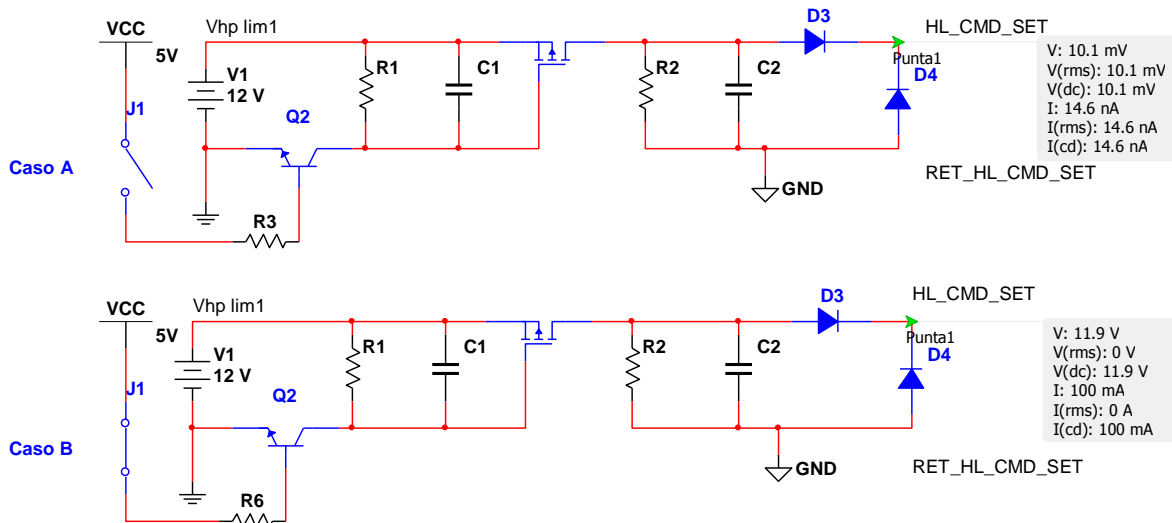 VCC
5V
Vhp lim1
V1
12 V
J1
Q2
R1
C1
R2
C2
D3
HL_CMD_SET
Punta1
D4
V: 10.1 mV
V(rms): 10.1 mV
V(dc): 10.1 mV
I: 14.6 nA
I(rms): 14.6 nA
I(cd): 14.6 nA
Caso A
R3
GND
RET_HL_CMD_SET
VCC
5V
Vhp lim1
V1
12 V
J1
Q2
R1
C1
R2
C2
D3
HL_CMD_SET
Punta1
D4
V: 11.9 V
V(rms): 0 V
V(dc): 11.9 V
I: 100 mA
I(rms): 0 A
I(cd): 100 mA
Caso B
R6
GND
RET_HL_CMD_SET